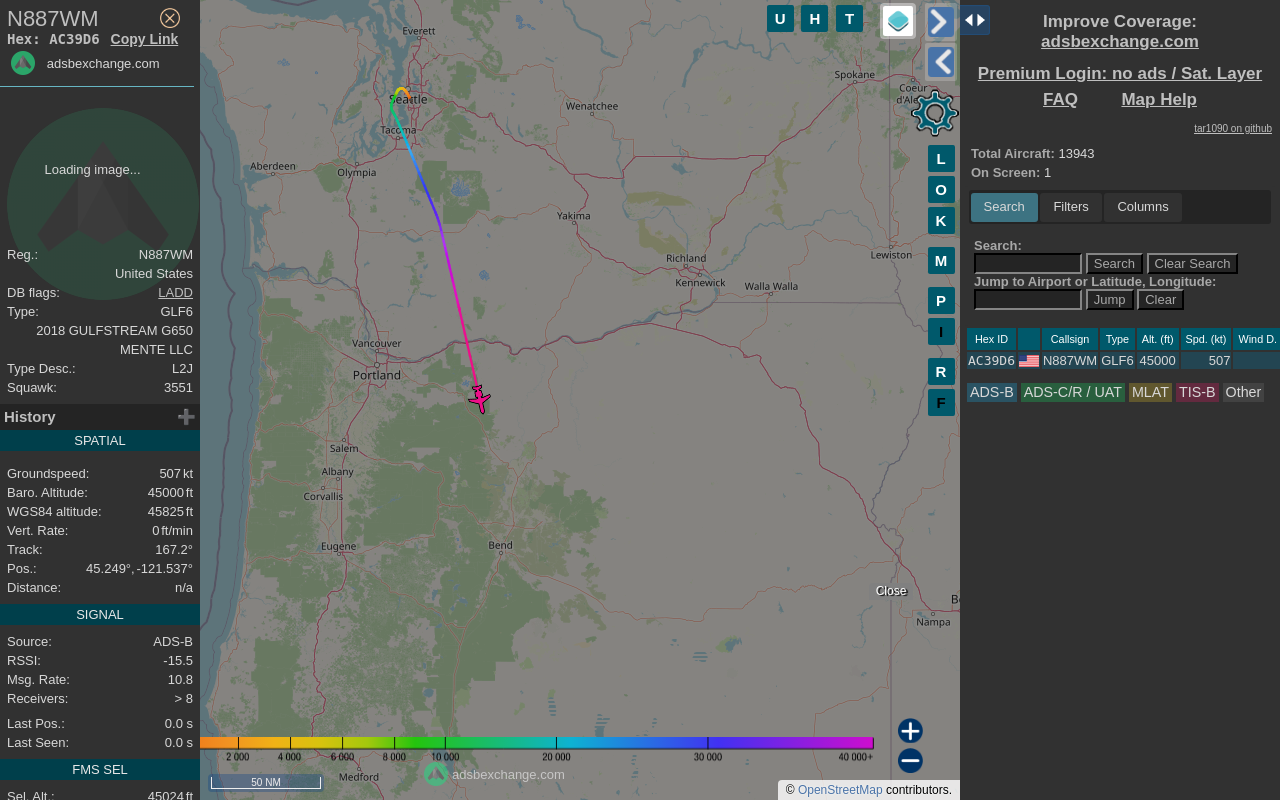 N887WM
Hex: AC39D6 Copy Link
adsbexchange.com
Loading image...
Reg.: N887WM
United States
DB flags: LADD
Type: GLF6
2018 GULFSTREAM G650
MENTE LLC
Type Desc.: L2J
Squawk: 3551
History
SPATIAL
Groundspeed: 507 kt
Baro. Altitude: 45000 ft
WGS84 altitude: 45825 ft
Vert. Rate: 0 ft/min
Track: 167.2°
Pos.: 45.249°, -121.537°
Distance: n/a
SIGNAL
Source: ADS-B
RSSI: -15.5
Msg. Rate: 10.8
Receivers: > 8
Last Pos.: 0.0 s
Last Seen: 0.0 s
FMS SEL
Sel. Alt.: 45024 ft
U H T
Everett
Spokane
Coeur
d'Al
Seattle
Wenatchee
Tacoma
Aberdeen
Olympia
Yakima
Lewiston
Richland
Kennewick
Walla Walla
Vancouver
Portland
Salem
Albany
Corvallis
Eugene
Bend
Close
Nampa
Medford
L
O
K
M
P
I
R
F
2 000 4 000 6 000 8 000 10 000 20 000 30 000 40 000+
adsbexchange.com
50 NM
© OpenStreetMap contributors.
Improve Coverage:
adsbexchange.com
Premium Login: no ads / Sat. Layer
FAQ Map Help
tar1090 on github
Total Aircraft: 13943
On Screen: 1
Search Filters Columns
Search:
Search Clear Search
Jump to Airport or Latitude, Longitude:
Jump Clear
Hex ID Callsign Type Alt. (ft) Spd. (kt) Wind D.
AC39D6 N887WM GLF6 45000 507
ADS-B ADS-C/R / UAT MLAT TIS-B Other